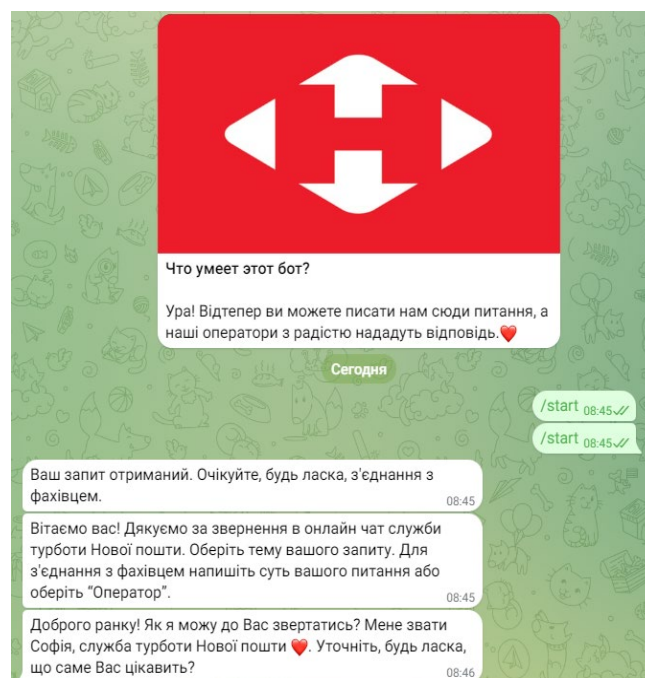 Что умеет этот бот?
Ура! Відтепер ви можете писати нам сюди питання, а
наші оператори з радістю нададуть відповідь.❤️
Сегодня
/start 08:45
/start 08:45
Ваш запит отриманий. Очікуйте, будь ласка, з'єднання з
фахівцем.
08:45
Вітаємо вас! Дякуємо за звернення в онлайн чат служби
турботи Нової пошти. Оберіть тему вашого запиту. Для
з'єднання з фахівцем напишіть суть вашого питання або
оберіть “Оператор”.
08:45
Доброго ранку! Як я можу до Вас звертатись? Мене звати
Софія, служба турботи Нової пошти ❤️. Уточніть, будь ласка,
що саме Вас цікавить?
08:46